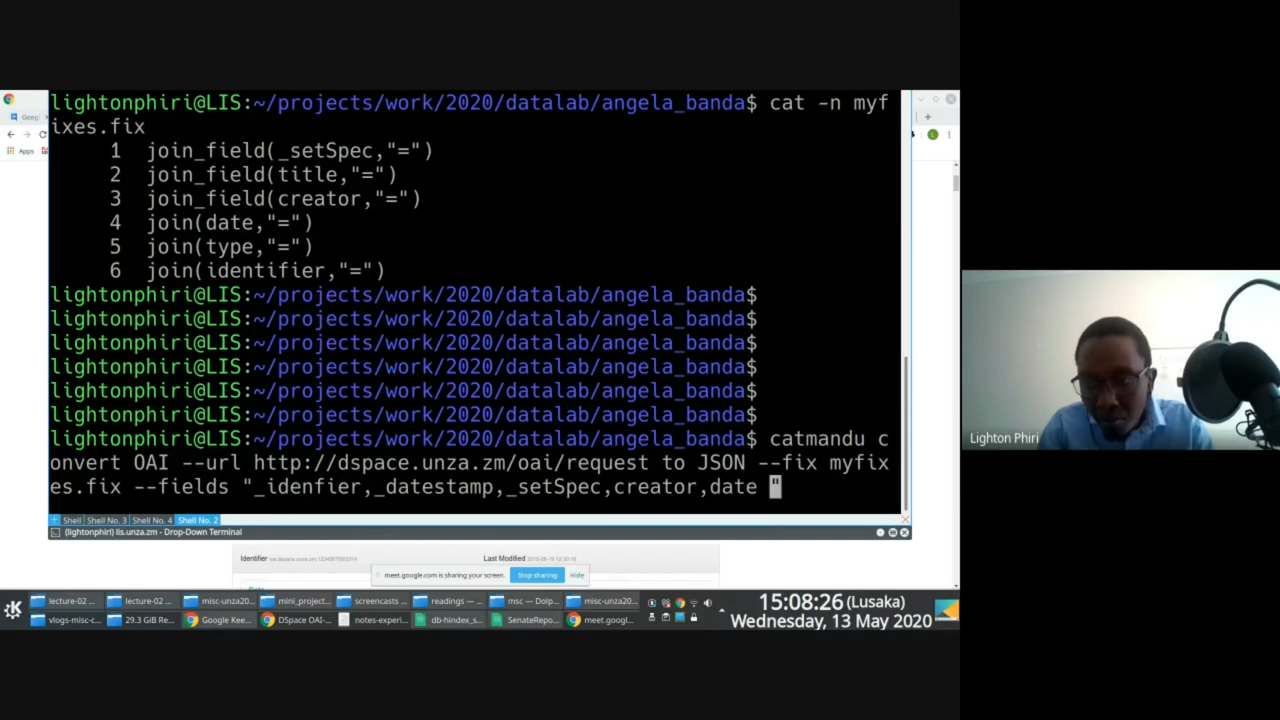 lightonphiri@LIS:~/projects/work/2020/datalab/angela_banda$ cat -n myf
ixes.fix
1 join_field(_setSpec,"=")
2 join_field(title,"=")
3 join_field(creator,"=")
4 join(date,"=")
5 join(type,"=")
6 join(identifier,"=")
lightonphiri@LIS:~/projects/work/2020/datalab/angela_banda$
lightonphiri@LIS:~/projects/work/2020/datalab/angela_banda$
lightonphiri@LIS:~/projects/work/2020/datalab/angela_banda$
lightonphiri@LIS:~/projects/work/2020/datalab/angela_banda$
lightonphiri@LIS:~/projects/work/2020/datalab/angela_banda$
lightonphiri@LIS:~/projects/work/2020/datalab/angela_banda$
lightonphiri@LIS:~/projects/work/2020/datalab/angela_banda$ catmandu c
onvert OAI --url http://dspace.unza.zm/oai/request to JSON --fix myfix
es.fix --fields "_idenfier,_datestamp,_setSpec,creator,date "
Shell Shell No. 3 Shell No. 4 Shell No. 2
(lightonphiri) lis.unza.zm - Drop-Down Terminal
Apps
Identifier Last Modified
meet.google.com is sharing your screen. Stop sharing Hide
lecture-02 ... lecture-02 ... misc-unza20... mini_project... screencasts ... readings — ... msc — Dolp... misc-unza20...
vlogs-misc-c... 29.3 GiB Re... Google Kee... DSpace OAI-... notes-experi... db-hindex_s... SenateRepo... meet.googl...
15:08:26 (Lusaka)
Wednesday, 13 May 2020
Lighton Phiri